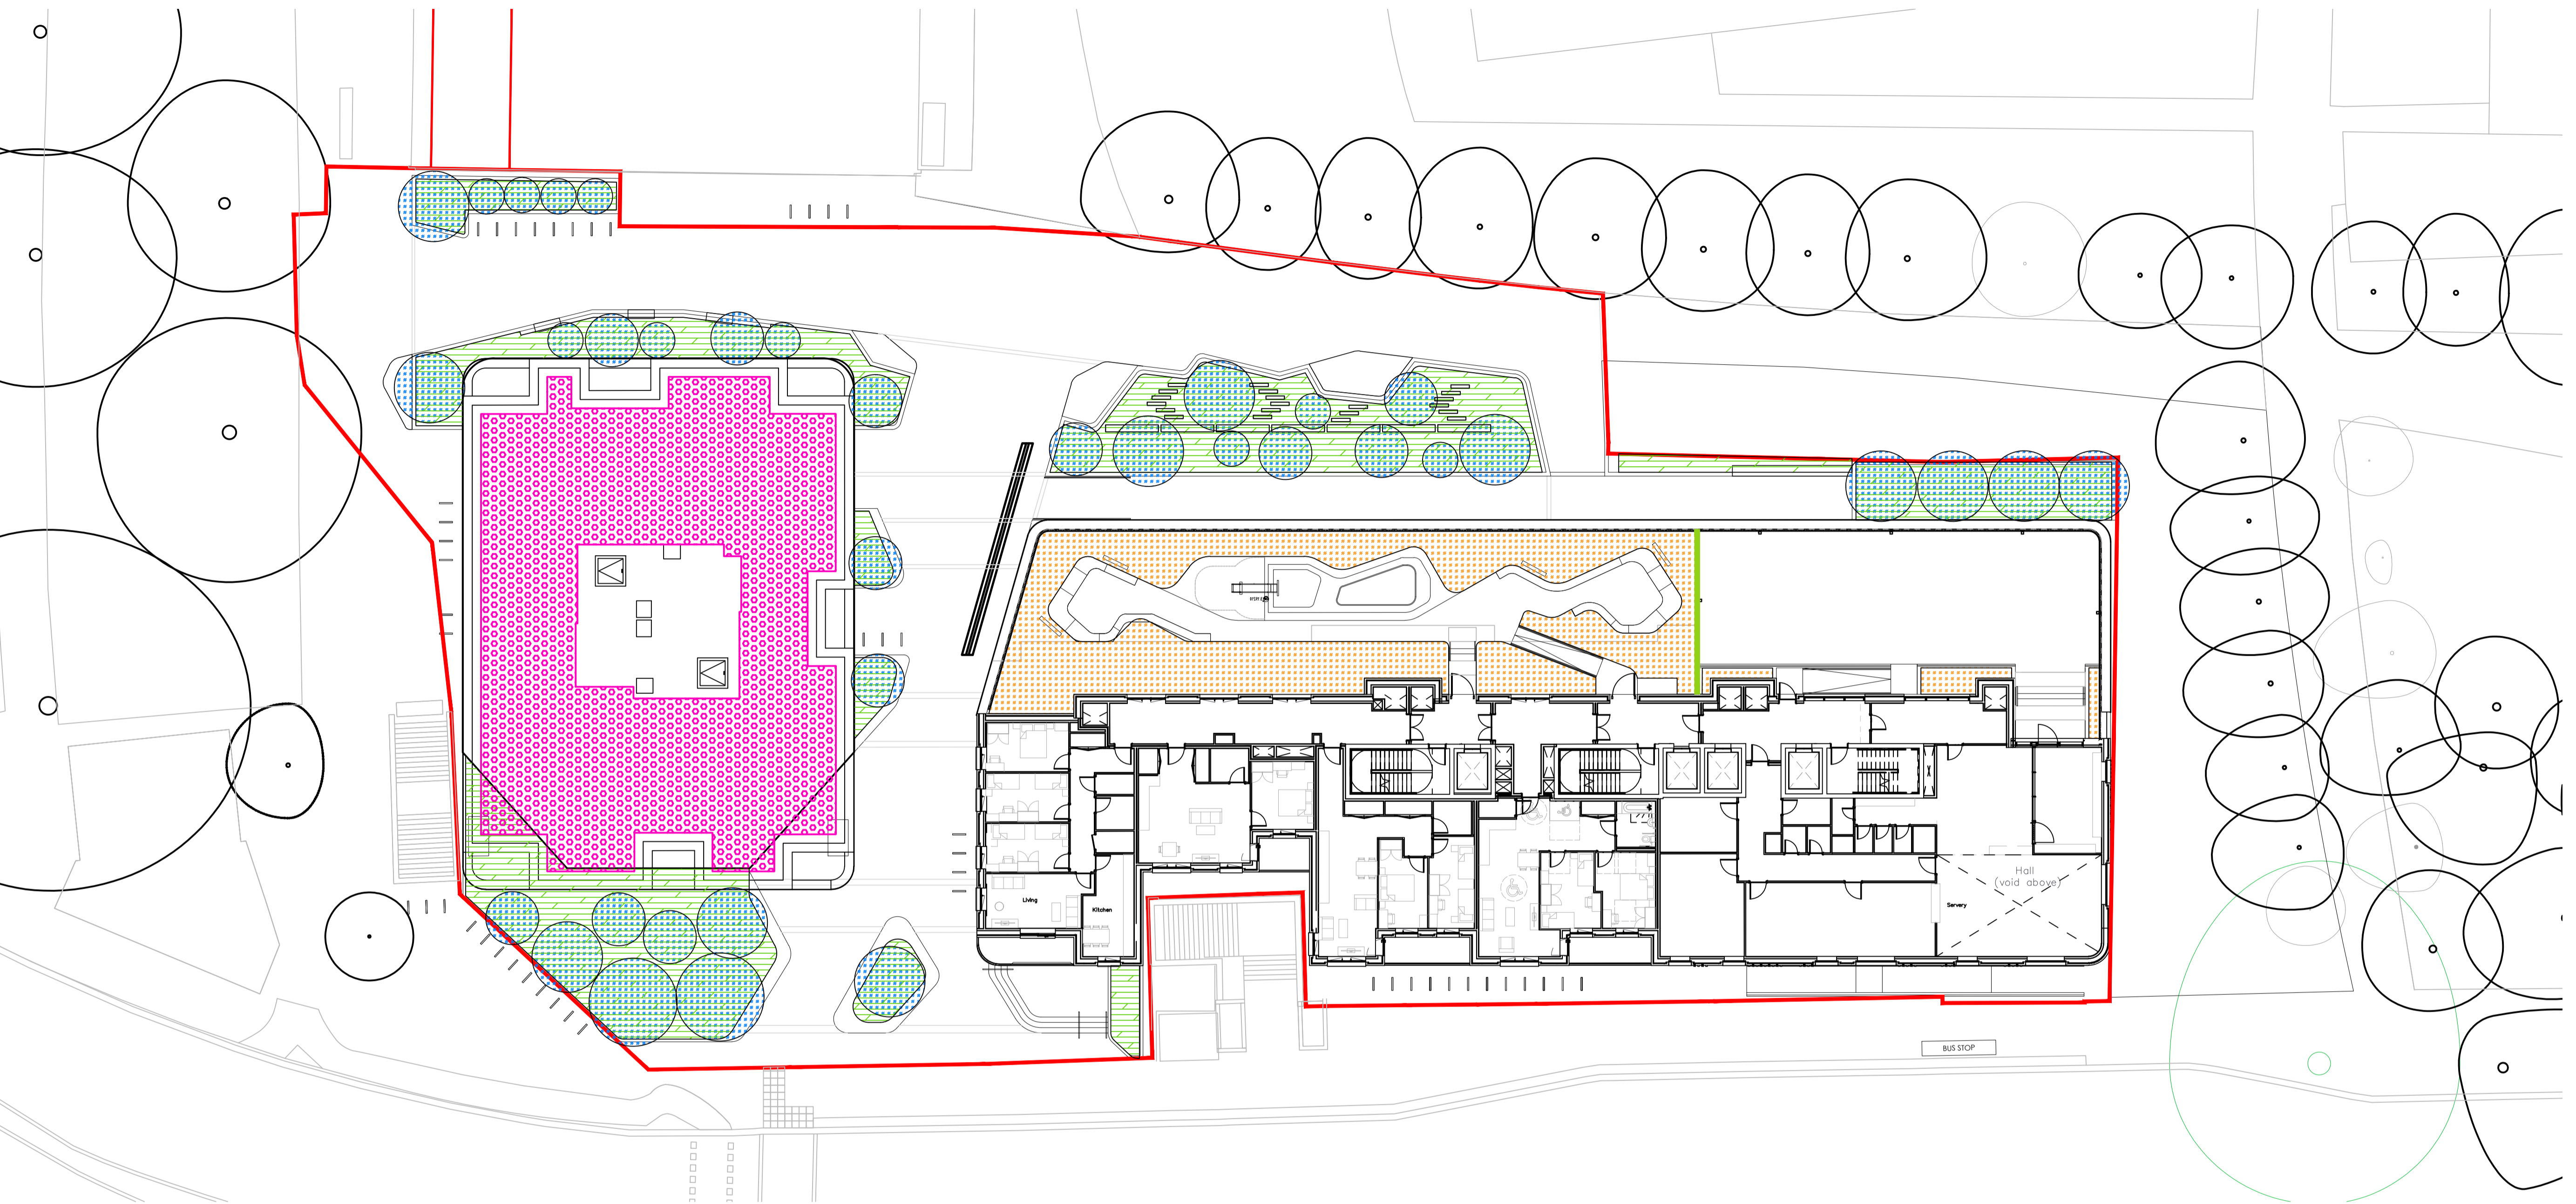 Living
Kitchen
Hall
(void above)
Servery
BUS STOP